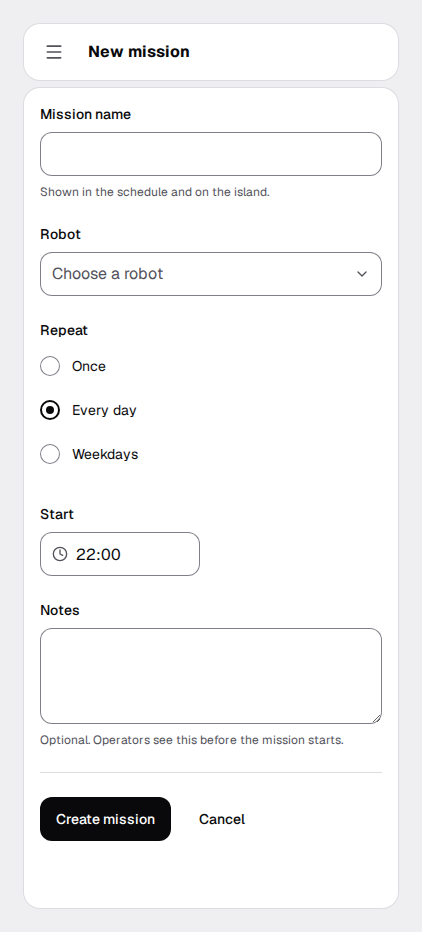 New mission
Mission name
Shown in the schedule and on the island.
Robot
Choose a robot
Repeat
Once
Every day
Weekdays
Start
22:00
Notes
Optional. Operators see this before the mission starts.
Create mission
Cancel